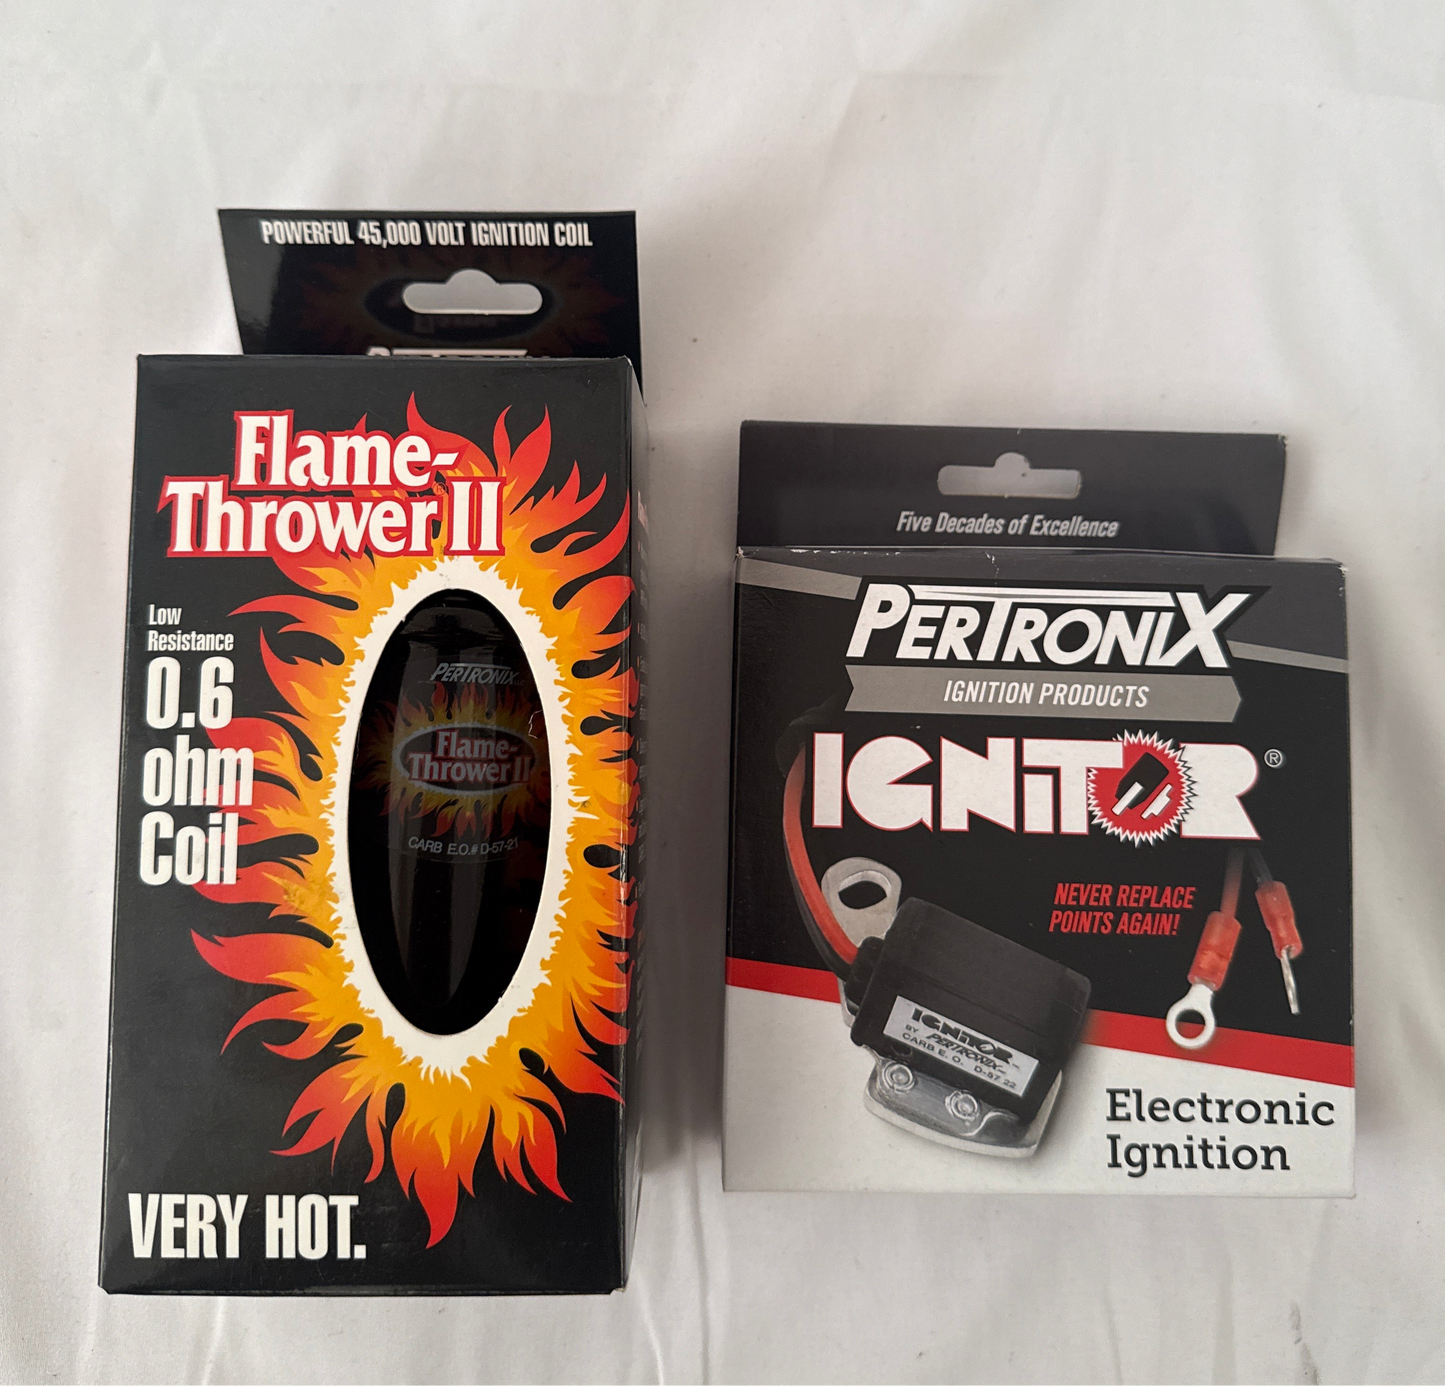 POWERFUL 45,000 VOLT IGNITION COIL
Flame-
Thrower II
Low
Resistance
0.6
ohm
Coil
PERTRONIX
Flame-
Thrower II
CARB E.O.# D-57-21
VERY HOT.
Five Decades of Excellence
PERTRONIX
IGNITION PRODUCTS
IGNITOR®
NEVER REPLACE
POINTS AGAIN!
IGNITOR
BY PERTRONIX
CARB E. O. D-57 22
Electronic
Ignition